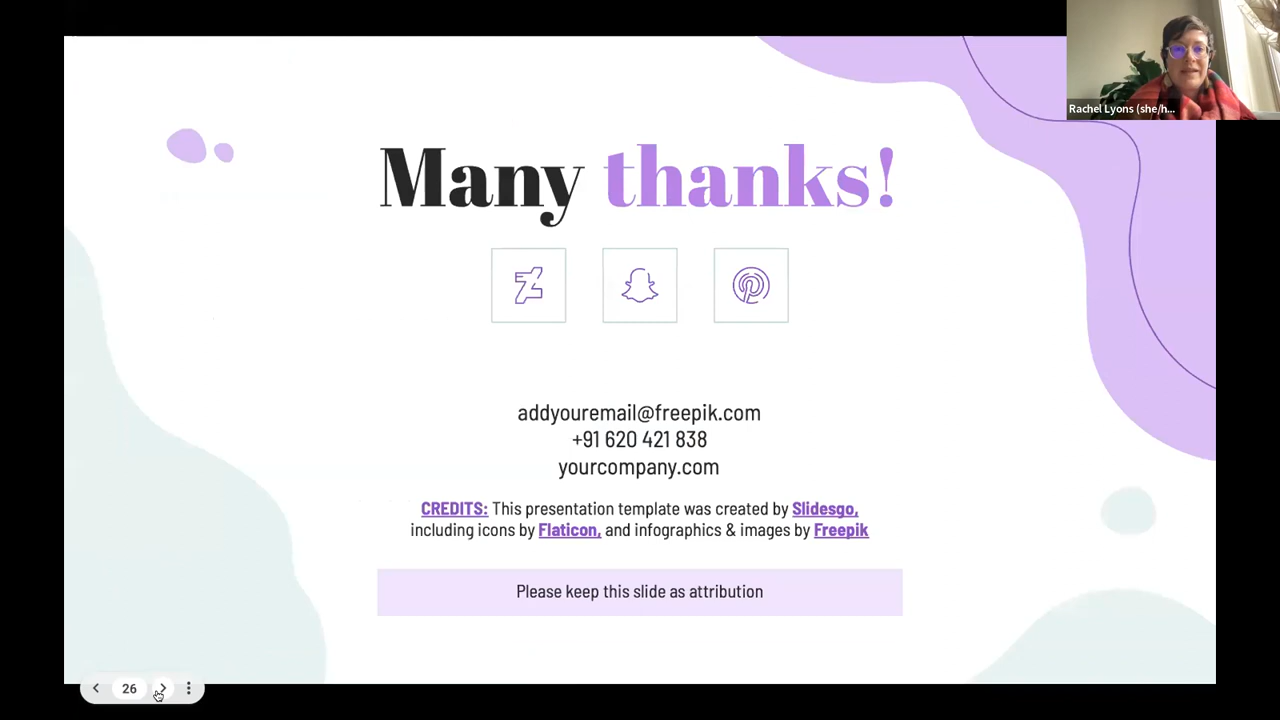 Rachel Lyons (she/h...
Many thanks!
addyouremail@freepik.com
+91 620 421 838
yourcompany.com
CREDITS: This presentation template was created by Slidesgo,
including icons by Flaticon, and infographics & images by Freepik
Please keep this slide as attribution
26